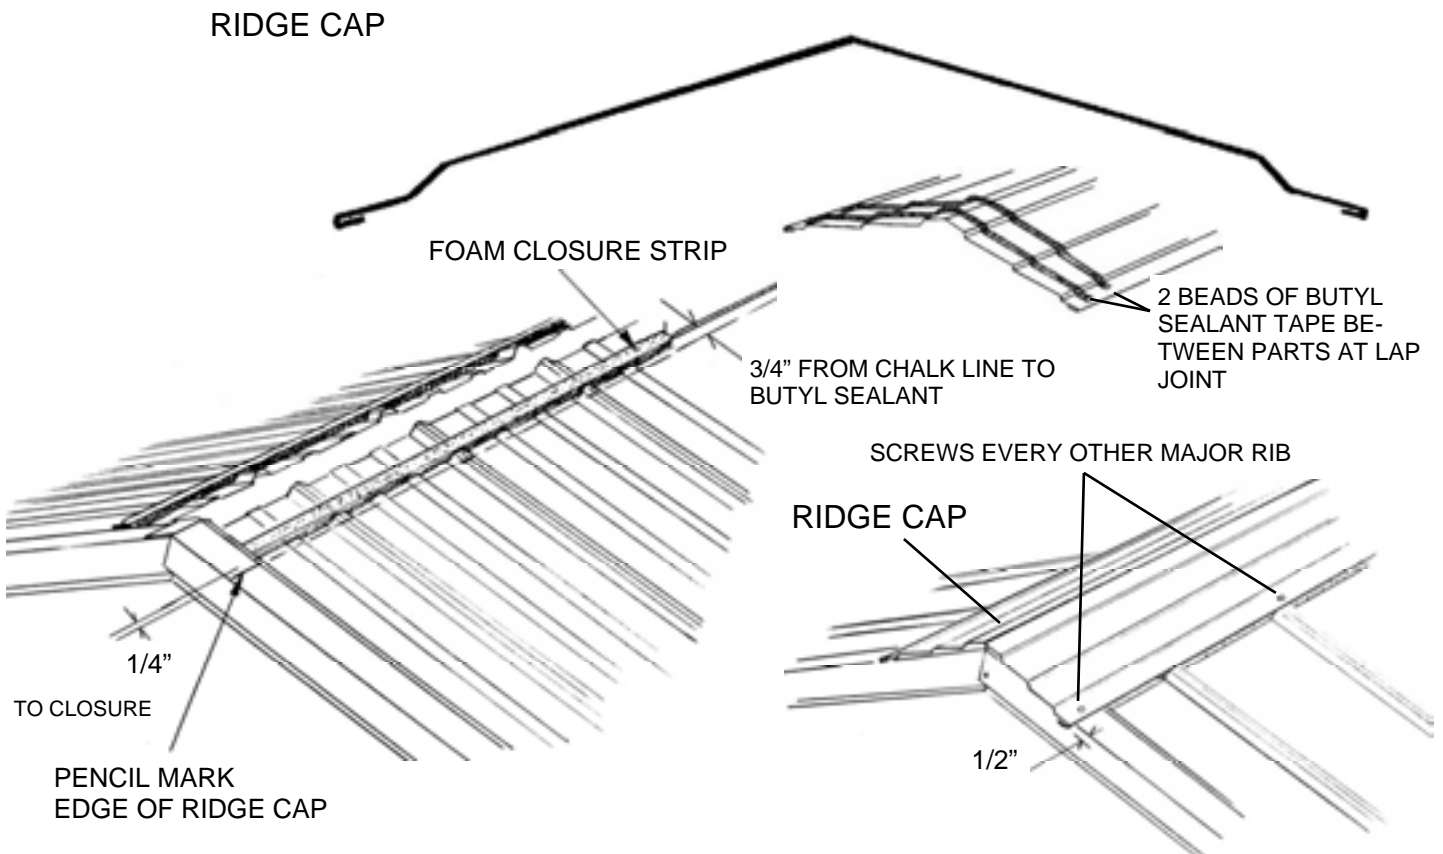 RIDGE CAP
FOAM CLOSURE STRIP
2 BEADS OF BUTYL
SEALANT TAPE BE-
TWEEN PARTS AT LAP
JOINT
3/4” FROM CHALK LINE TO
BUTYL SEALANT
SCREWS EVERY OTHER MAJOR RIB
RIDGE CAP
1/4”
TO CLOSURE
PENCIL MARK
EDGE OF RIDGE CAP
1/2”